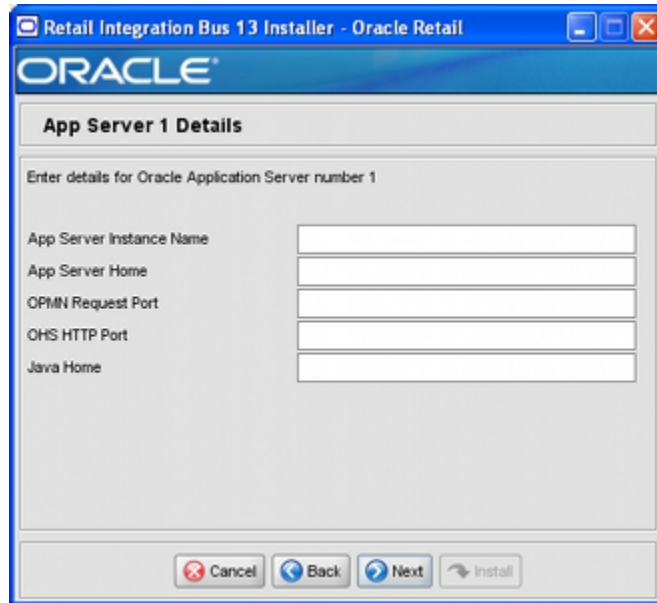 Retail Integration Bus 13 Installer - Oracle Retail
ORACLE
App Server 1 Details
Enter details for Oracle Application Server number 1
App Server Instance Name
App Server Home
OPMN Request Port
OHS HTTP Port
Java Home
Cancel Back Next Install